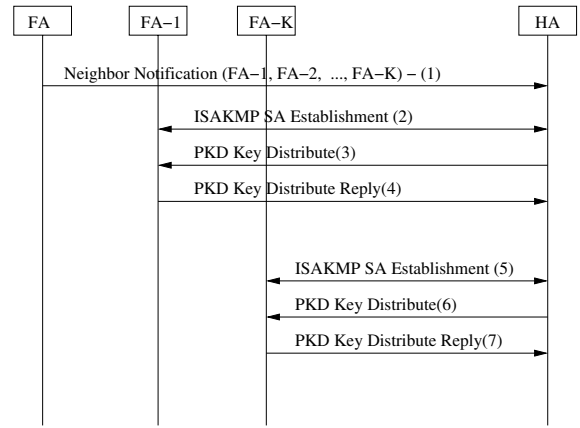 FA
FA−1
FA−K
HA
Neighbor Notification (FA−1, FA−2, ..., FA−K) − (1)
ISAKMP SA Establishment (2)
PKD Key Distribute(3)
PKD Key Distribute Reply(4)
ISAKMP SA Establishment (5)
PKD Key Distribute(6)
PKD Key Distribute Reply(7)